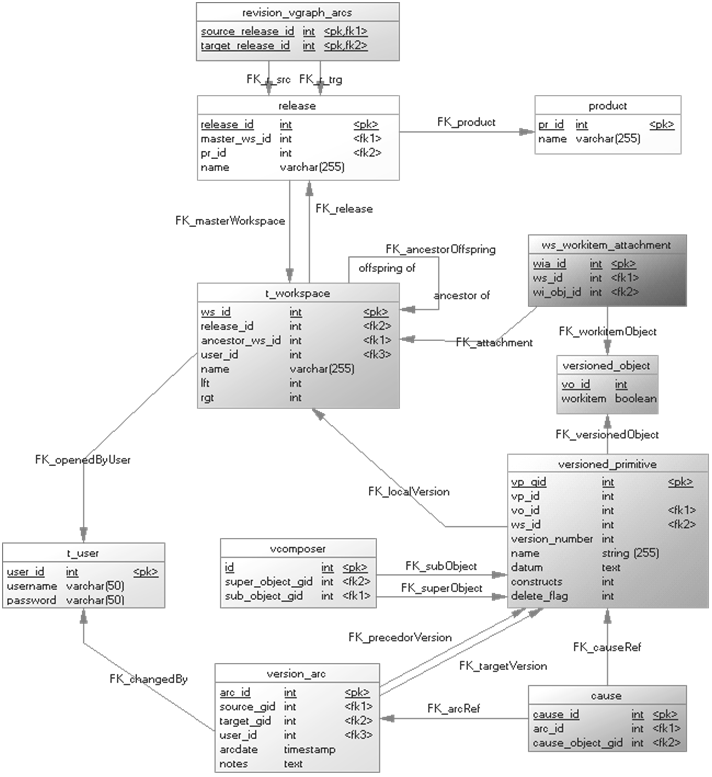 revision_vgraph_arcs
source_release_id int <pk,fk1>
target_release_id int <pk,fk2>
FK_r_src FK_r_trg
release
release_id int <pk>
master_ws_id int <fk1>
pr_id int <fk2>
name varchar(255)
FK_product
product
pr_id int <pk>
name varchar(255)
FK_masterWorkspace
FK_release
FK_ancestorOffspring
offspring of
ancestor of
ws_workitem_attachment
wia_id int <pk>
ws_id int <fk1>
wi_obj_id int <fk2>
t_workspace
ws_id int <pk>
release_id int <fk2>
ancestor_ws_id int <fk1>
user_id int <fk3>
name varchar(255)
lft int
rgt int
FK_attachment
FK_workitemObject
versioned_object
vo_id int
workitem boolean
FK_versionedObject
FK_openedByUser
FK_localVersion
versioned_primitive
vp_gid int <pk>
vp_id int
vo_id int <fk1>
ws_id int <fk2>
version_number int
name string (255)
datum text
constructs int
delete_flag int
t_user
user_id int <pk>
username varchar(50)
password varchar(50)
vcomposer
id int <pk>
super_object_gid int <fk2>
sub_object_gid int <fk1>
FK_subObject
FK_superObject
FK_precedorVersion
FK_targetVersion
FK_causeRef
FK_changedBy
version_arc
arc_id int <pk>
source_gid int <fk1>
target_gid int <fk2>
user_id int <fk3>
arcdate timestamp
notes text
FK_arcRef
cause
cause_id int <pk>
arc_id int <fk1>
cause_object_gid int <fk2>